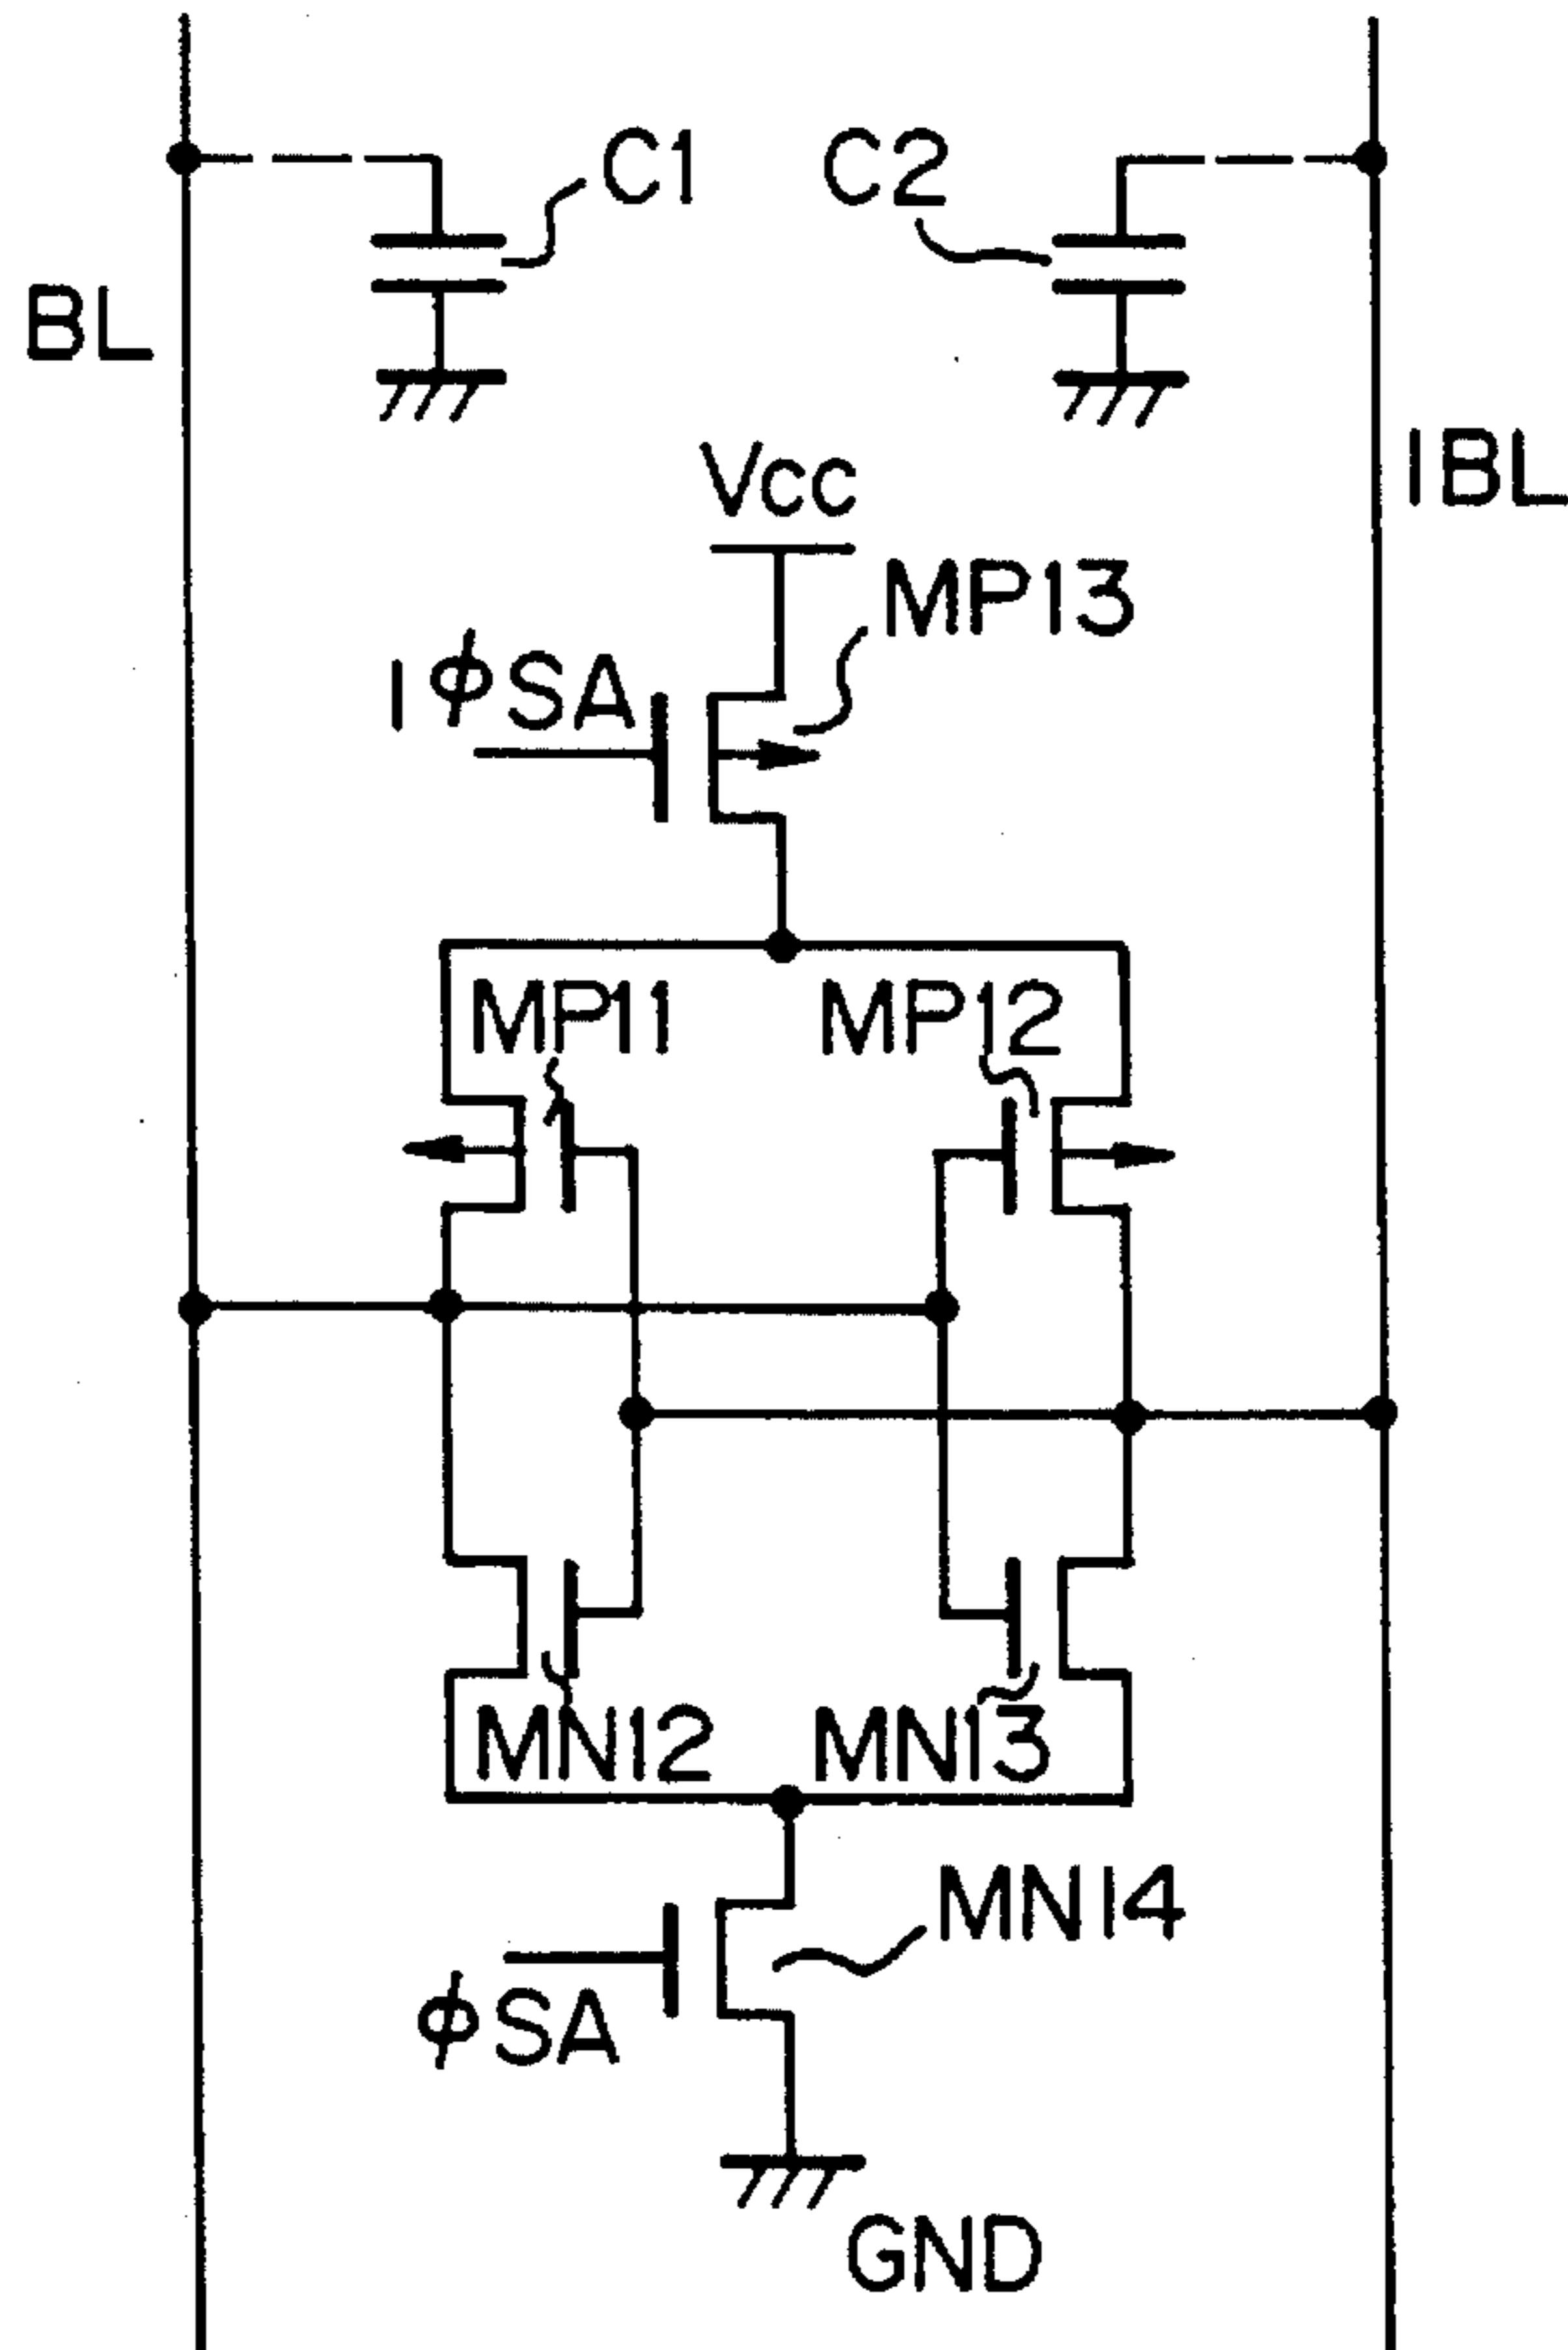 C1
C2
BL
IBL
Vcc
MP13
IϕSA
MP11
MP12
MN12
MN13
MN14
ϕSA
GND